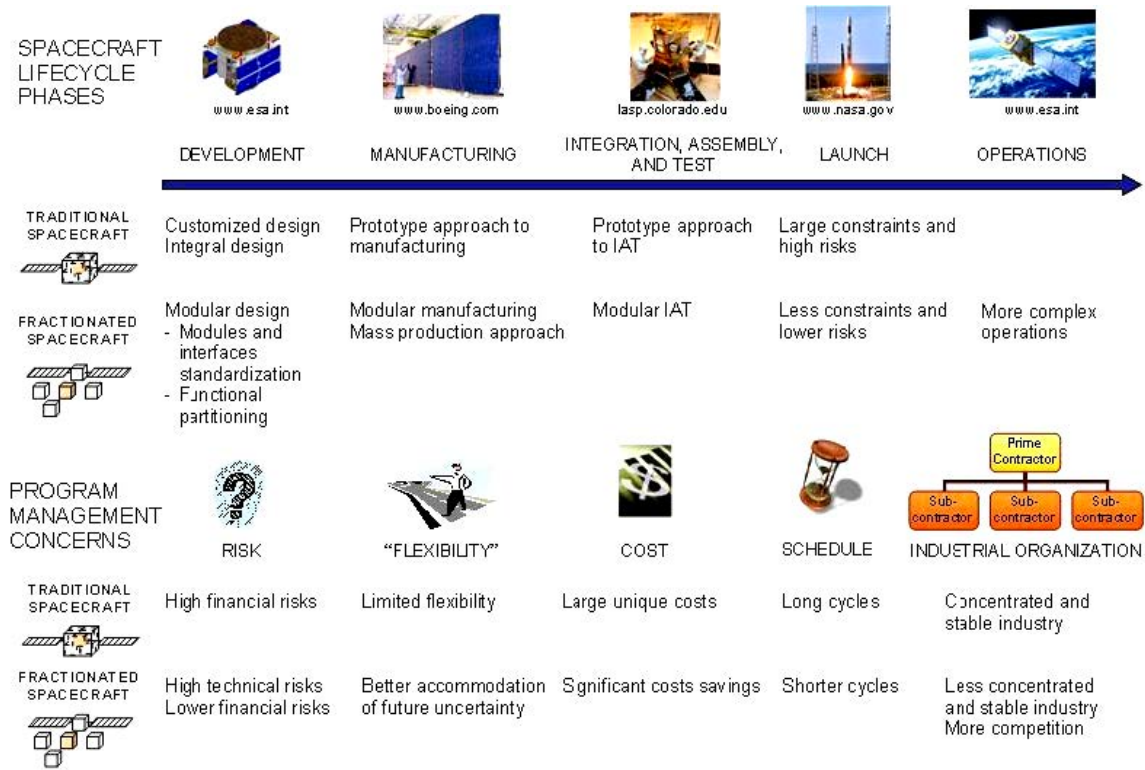 SPACECRAFT
LIFECYCLE
PHASES
www.esa.int
www.boeing.com
lasp.colorado.edu
www.nasa.gov
www.esa.int
DEVELOPMENT
MANUFACTURING
INTEGRATION, ASSEMBLY,
AND TEST
LAUNCH
OPERATIONS
TRADITIONAL
SPACECRAFT
Customized design
Integral design
Prototype approach to
manufacturing
Prototype approach
to IAT
Large constraints and
high risks
FRACTIONATED
SPACECRAFT
Modular design
- Modules and
interfaces
standardization
- Functional
partitioning
Modular manufacturing
Mass production approach
Modular IAT
Less constraints and
lower risks
More complex
operations
PROGRAM
MANAGEMENT
CONCERNS
Prime
Contractor
Sub-
contractor
Sub-
contractor
Sub-
contractor
RISK
“FLEXIBILITY”
COST
SCHEDULE
INDUSTRIAL ORGANIZATION
TRADITIONAL
SPACECRAFT
High financial risks
Limited flexibility
Large unique costs
Long cycles
Concentrated and
stable industry
FRACTIONATED
SPACECRAFT
High technical risks
Lower financial risks
Better accommodation
of future uncertainty
Significant costs savings
Shorter cycles
Less concentrated
and stable industry
More competition